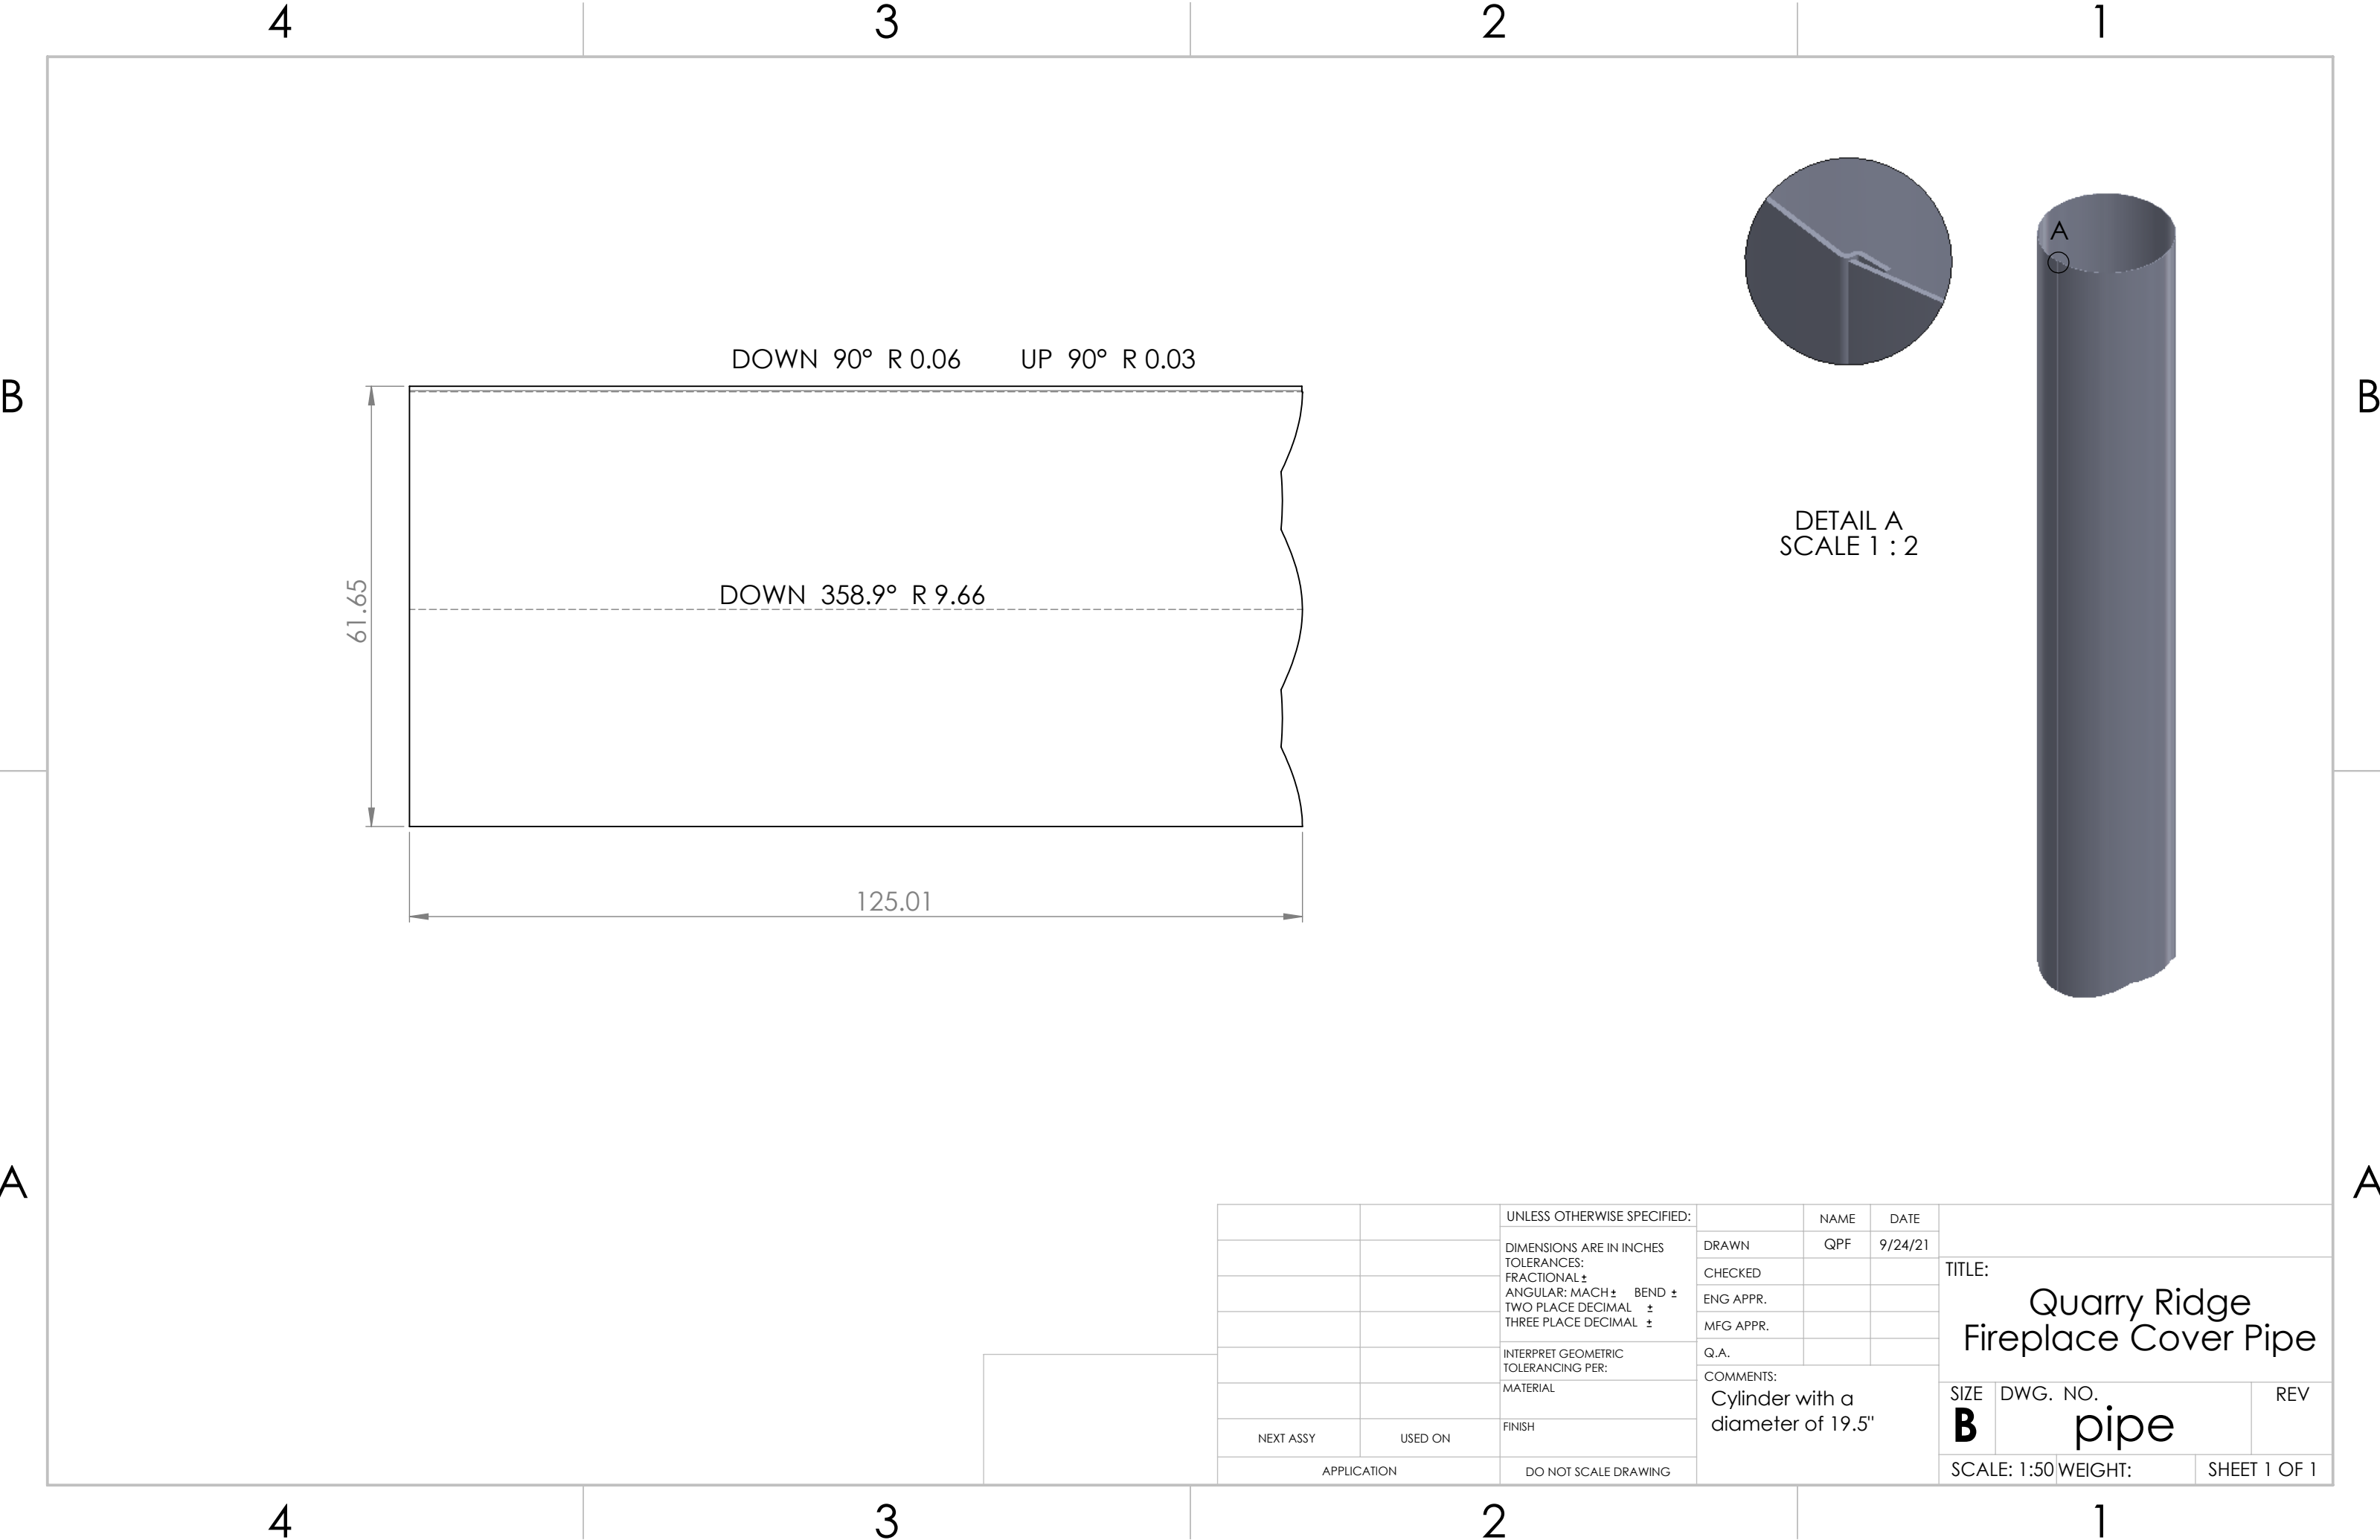 4 3 2 1
A
DOWN 90° R 0.06 UP 90° R 0.03
B B
DETAIL A
SCALE 1 : 2
DOWN 358.9° R 9.66
61.65
125.01
A A
UNLESS OTHERWISE SPECIFIED:
DIMENSIONS ARE IN INCHES
TOLERANCES:
FRACTIONAL ±
ANGULAR: MACH ± BEND ±
TWO PLACE DECIMAL ±
THREE PLACE DECIMAL ±
INTERPRET GEOMETRIC
TOLERANCING PER:
MATERIAL
FINISH
NEXT ASSY USED ON
APPLICATION DO NOT SCALE DRAWING
NAME DATE
DRAWN QPF 9/24/21
CHECKED
ENG APPR.
MFG APPR.
Q.A.
COMMENTS:
Cylinder with a
diameter of 19.5"
TITLE:
Quarry Ridge
Fireplace Cover Pipe
SIZE DWG. NO. REV
B pipe
SCALE: 1:50 WEIGHT: SHEET 1 OF 1
4 3 2 1